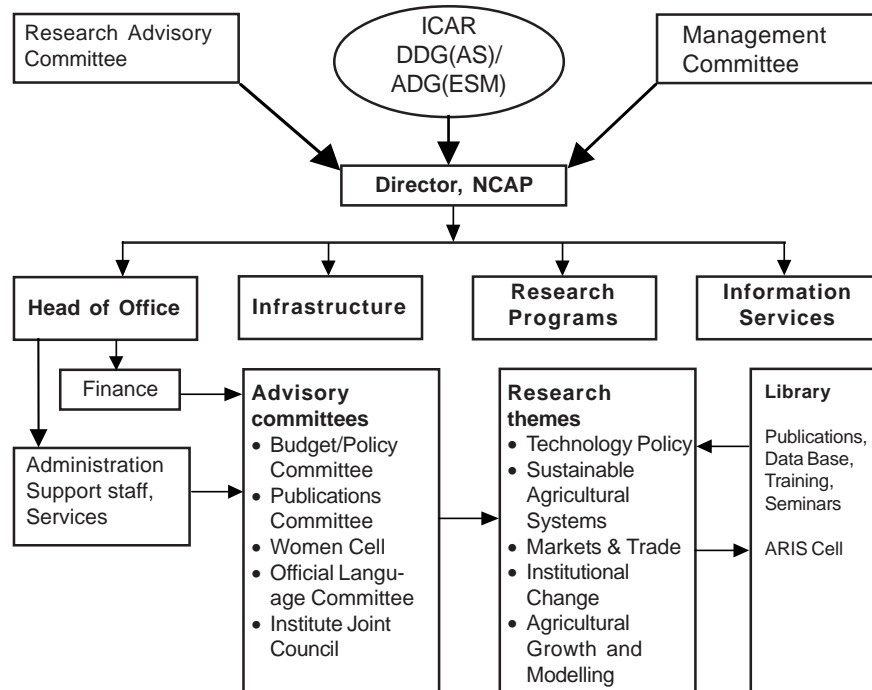 Research Advisory
Committee
ICAR
DDG(AS)/
ADG(ESM)
Management
Committee
Director, NCAP
Head of Office
Infrastructure
Research
Programs
Information
Services
Finance
Administration
Support staff,
Services
Advisory
committees
• Budget/Policy
Committee
• Publications
Committee
• Women Cell
• Official Langu-
age Committee
• Institute Joint
Council
Research
themes
• Technology Policy
• Sustainable
Agricultural
Systems
• Markets & Trade
• Institutional
Change
• Agricultural
Growth and
Modelling
Library
Publications,
Data Base,
Training,
Seminars
ARIS Cell